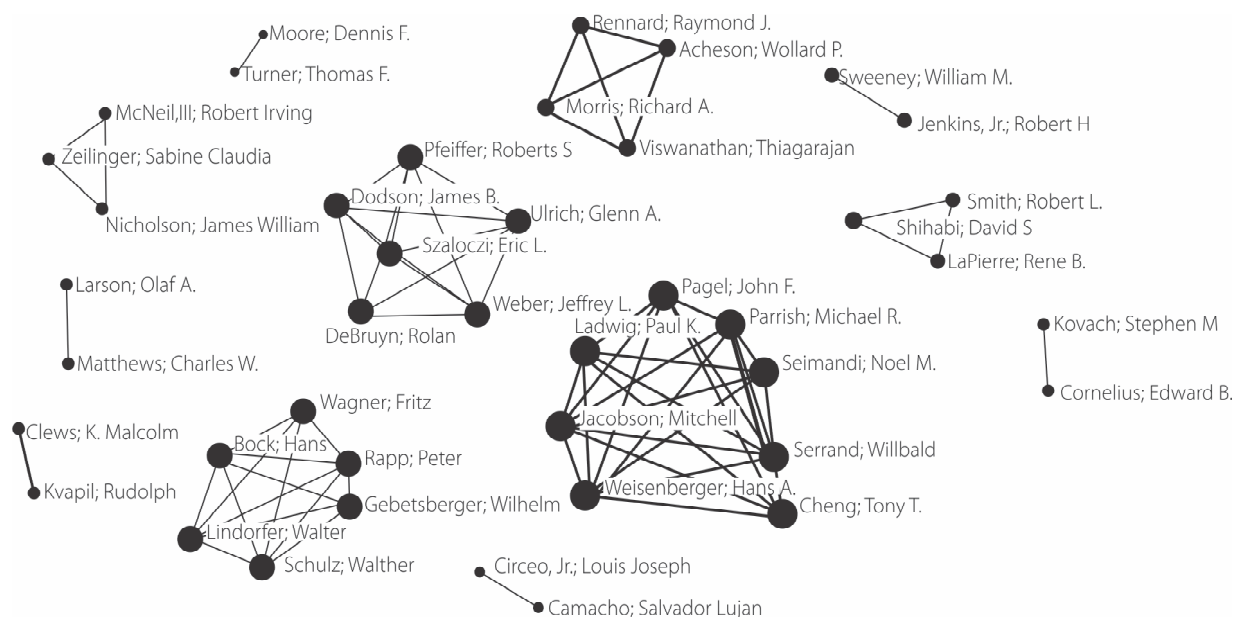 Moore; Dennis F.
Turner; Thomas F.
Rennard; Raymond J.
Acheson; Wollard P.
Morris; Richard A.
Viswanathan; Thiagarajan
Sweeney; William M.
Jenkins, Jr.; Robert H
McNeil,III; Robert Irving
Zeilinger; Sabine Claudia
Nicholson; James William
Pfeiffer; Roberts S
Dodson; James B.
Ulrich; Glenn A.
Szaloczi; Eric L.
Weber; Jeffrey L.
DeBruyn; Rolan
Smith; Robert L.
Shihabi; David S
LaPierre; Rene B.
Larson; Olaf A.
Matthews; Charles W.
Pagel; John F.
Parrish; Michael R.
Ladwig; Paul K.
Seimandi; Noel M.
Jacobson; Mitchell
Serrand; Willbald
Weisenberger; Hans A.
Cheng; Tony T.
Kovach; Stephen M
Cornelius; Edward B.
Clews; K. Malcolm
Kvapil; Rudolph
Wagner; Fritz
Bock; Hans
Rapp; Peter
Gebetsberger; Wilhelm
Lindorfer; Walter
Schulz; Walther
Circeo, Jr.; Louis Joseph
Camacho; Salvador Lujan